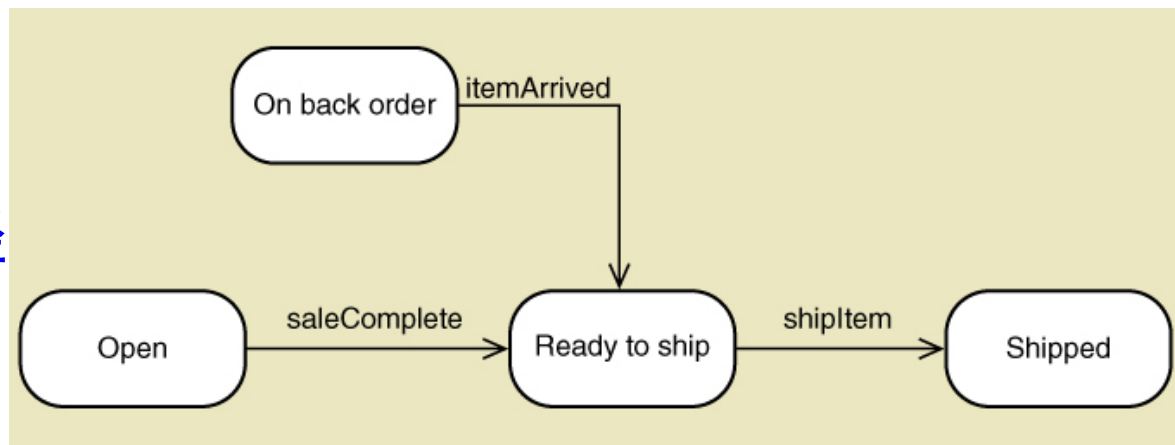 On back order
itemArrived
Open
saleComplete
Ready to ship
shipItem
Shipped